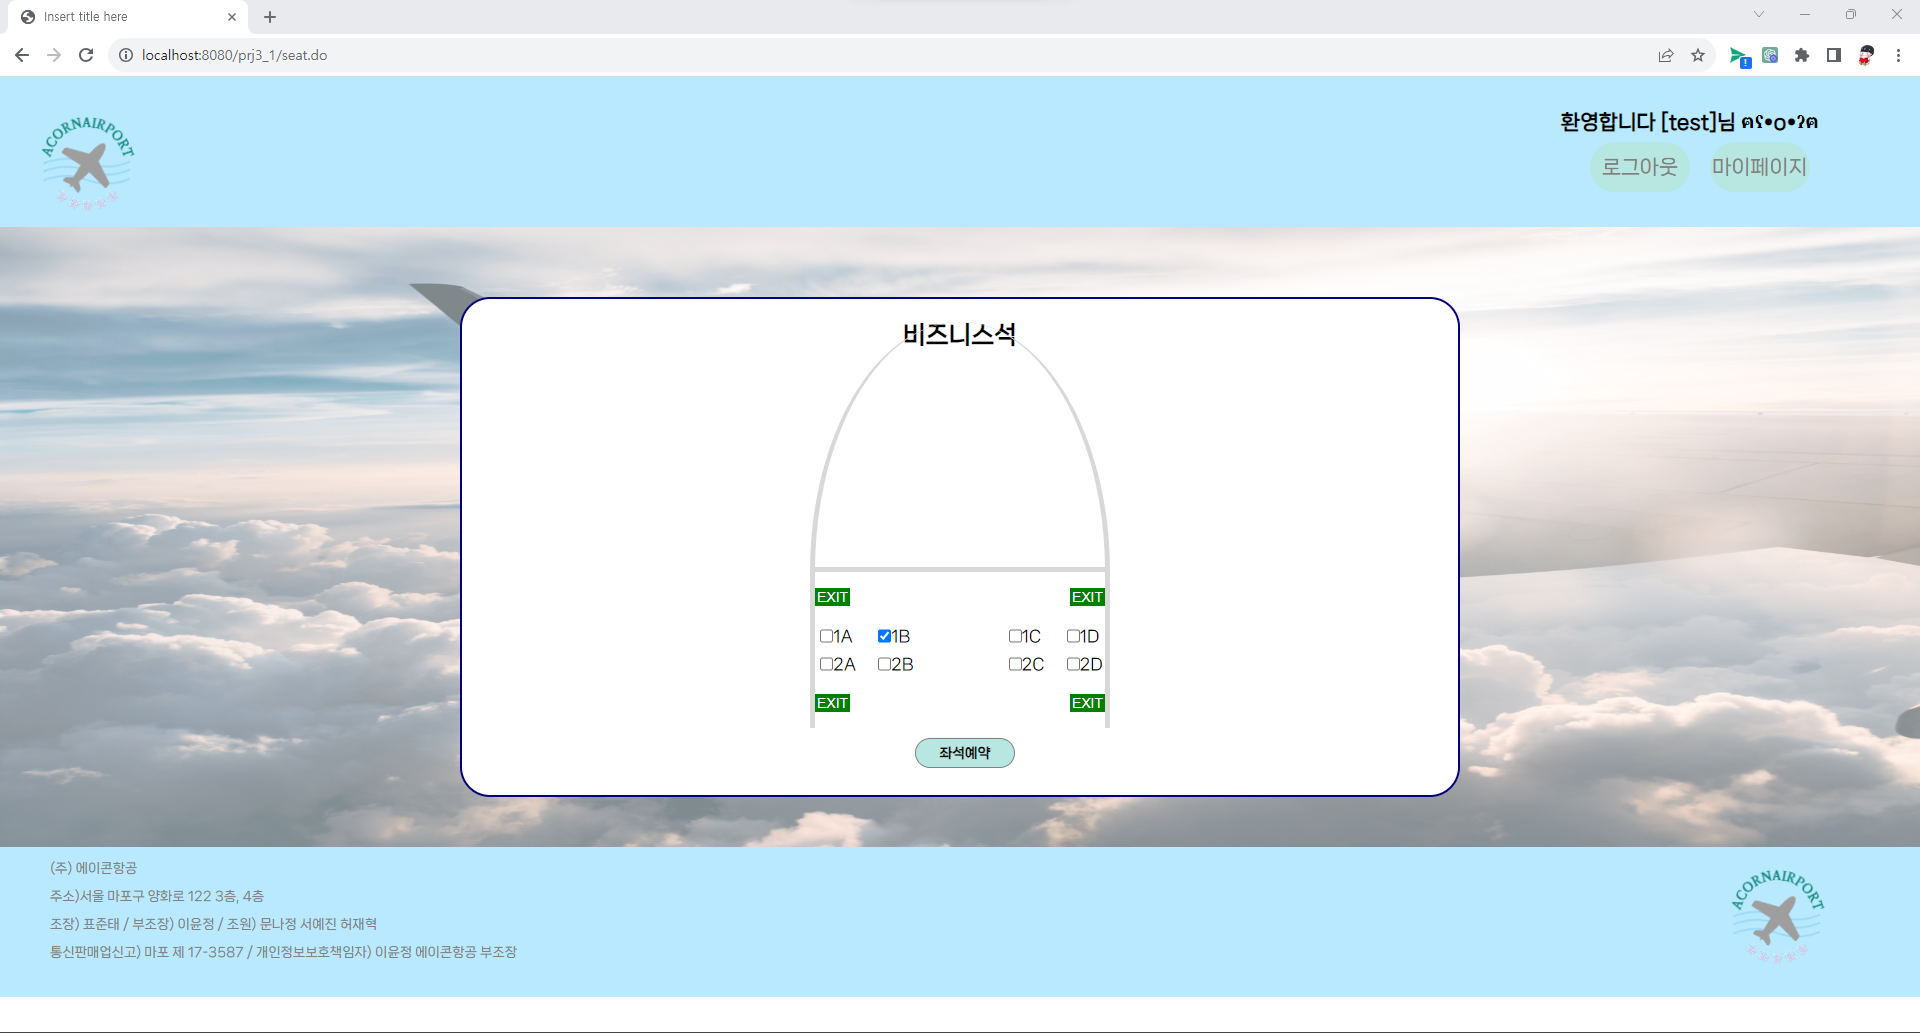 Insert title here
localhost:8080/prj3_1/seat.do
ACORNAIRPORT
환영합니다 [test]님 ฅʕ•o•ʔฅ
로그아웃 마이페이지
비즈니스석
EXIT EXIT
1A 1B 1C 1D
2A 2B 2C 2D
EXIT EXIT
좌석예약
(주) 에이콘항공
주소)서울 마포구 양화로 122 3층, 4층
조장) 표준태 / 부조장) 이윤정 / 조원) 문나정 서예진 허재혁
통신판매업신고) 마포 제 17-3587 / 개인정보보호책임자) 이윤정 에이콘항공 부조장
ACORNAIRPORT